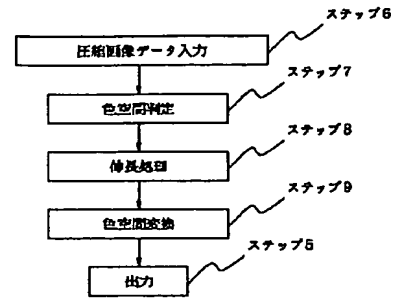 ステップ6
圧縮画像データ入力
ステップ7
色空間判定
ステップ8
伸長処理
ステップ9
色空間変換
ステップ5
出力